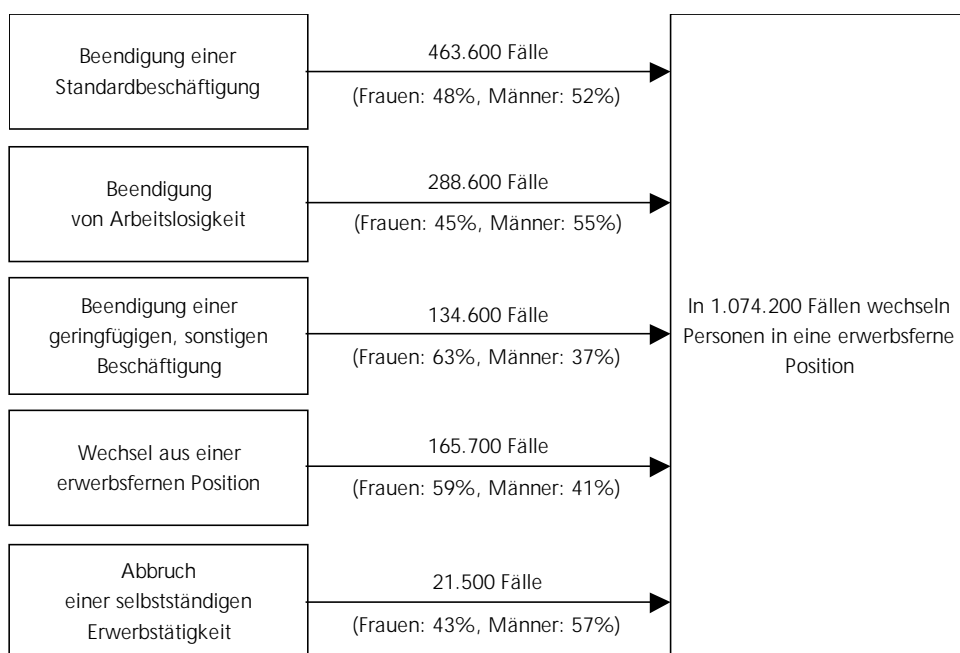 Beendigung einer
Standardbeschäftigung
463.600 Fälle
(Frauen: 48%, Männer: 52%)
Beendigung
von Arbeitslosigkeit
288.600 Fälle
(Frauen: 45%, Männer: 55%)
Beendigung einer
geringfügigen, sonstigen
Beschäftigung
134.600 Fälle
(Frauen: 63%, Männer: 37%)
Wechsel aus einer
erwerbsfernen Position
165.700 Fälle
(Frauen: 59%, Männer: 41%)
Abbruch
einer selbstständigen
Erwerbstätigkeit
21.500 Fälle
(Frauen: 43%, Männer: 57%)
In 1.074.200 Fällen wechseln
Personen in eine erwerbsferne
Position